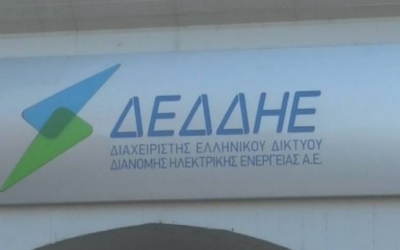 ΔΕΔΔΗΕ
ΔΙΑΧΕΙΡΙΣΤΗΣ ΕΛΛΗΝΙΚΟΥ ΔΙΚΤΥΟΥ
ΔΙΑΝΟΜΗΣ ΗΛΕΚΤΡΙΚΗΣ ΕΝΕΡΓΕΙΑΣ Α.Ε.